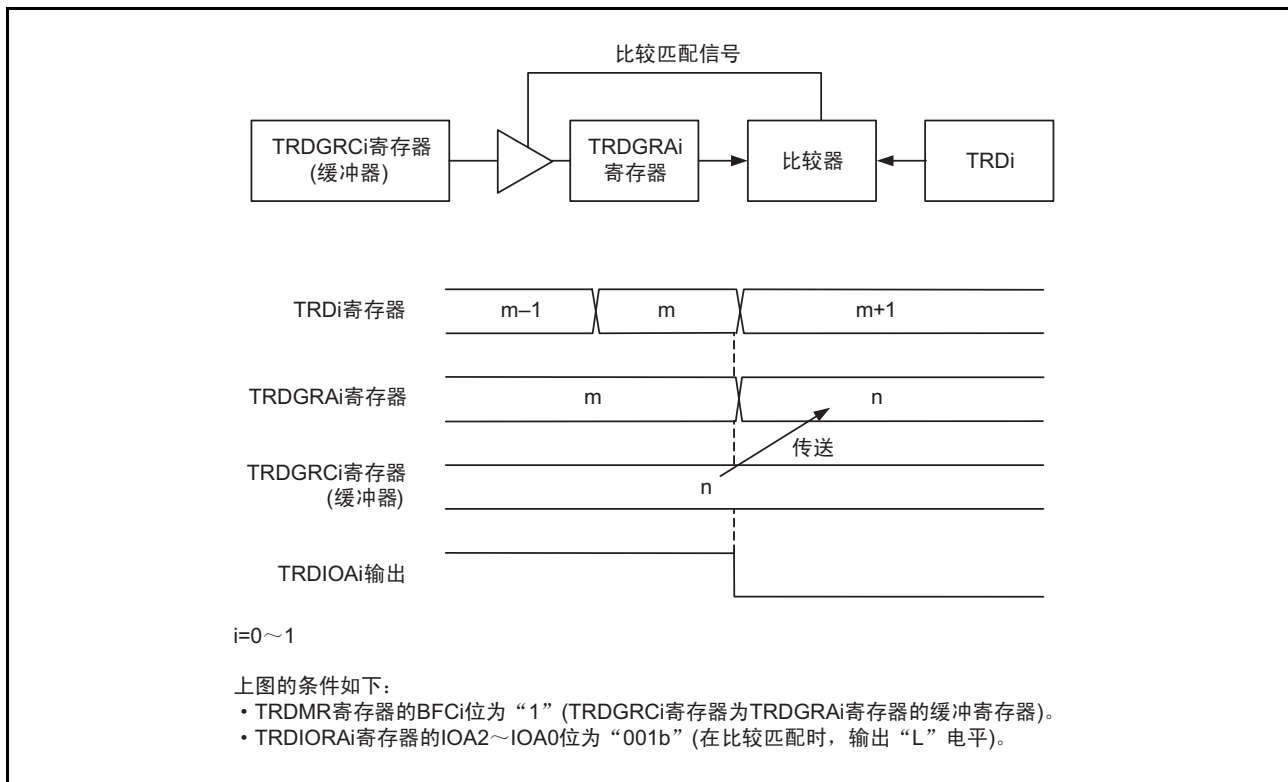 比较匹配信号
TRDGRCi寄存器
(缓冲器)
TRDGRAi
寄存器
比较器
TRDi
TRDi寄存器
m–1
m
m+1
TRDGRAi寄存器
m
n
传送
TRDGRCi寄存器
(缓冲器)
n
TRDIOAi输出
i=0～1
上图的条件如下：
・TRDMR寄存器的BFCi位为“1” (TRDGRCi寄存器为TRDGRAi寄存器的缓冲寄存器)。
・TRDIORAi寄存器的IOA2～IOA0位为“001b” (在比较匹配时，输出“L”电平)。